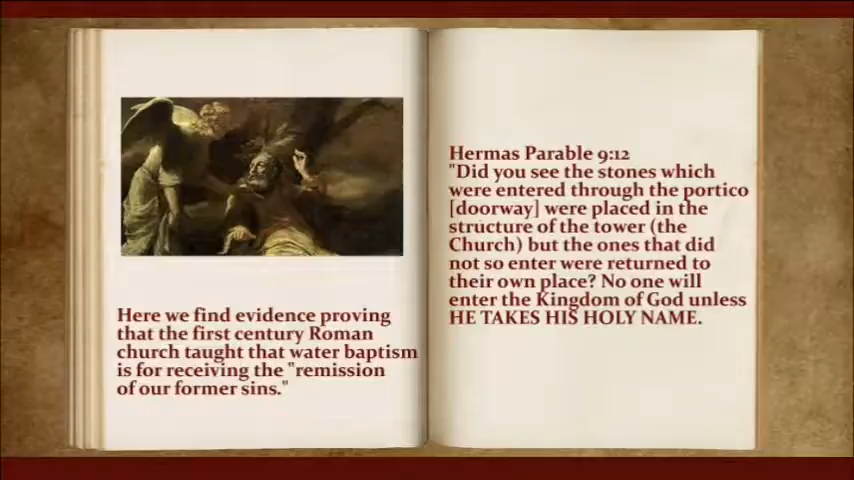 Here we find evidence proving
that the first century Roman
church taught that water baptism
is for receiving the "remission
of our former sins."
Hermas Parable 9:12
"Did you see the stones which
were entered through the portico
[doorway] were placed in the
structure of the tower (the
Church) but the ones that did
not so enter were returned to
their own place? No one will
enter the Kingdom of God unless
HE TAKES HIS HOLY NAME.